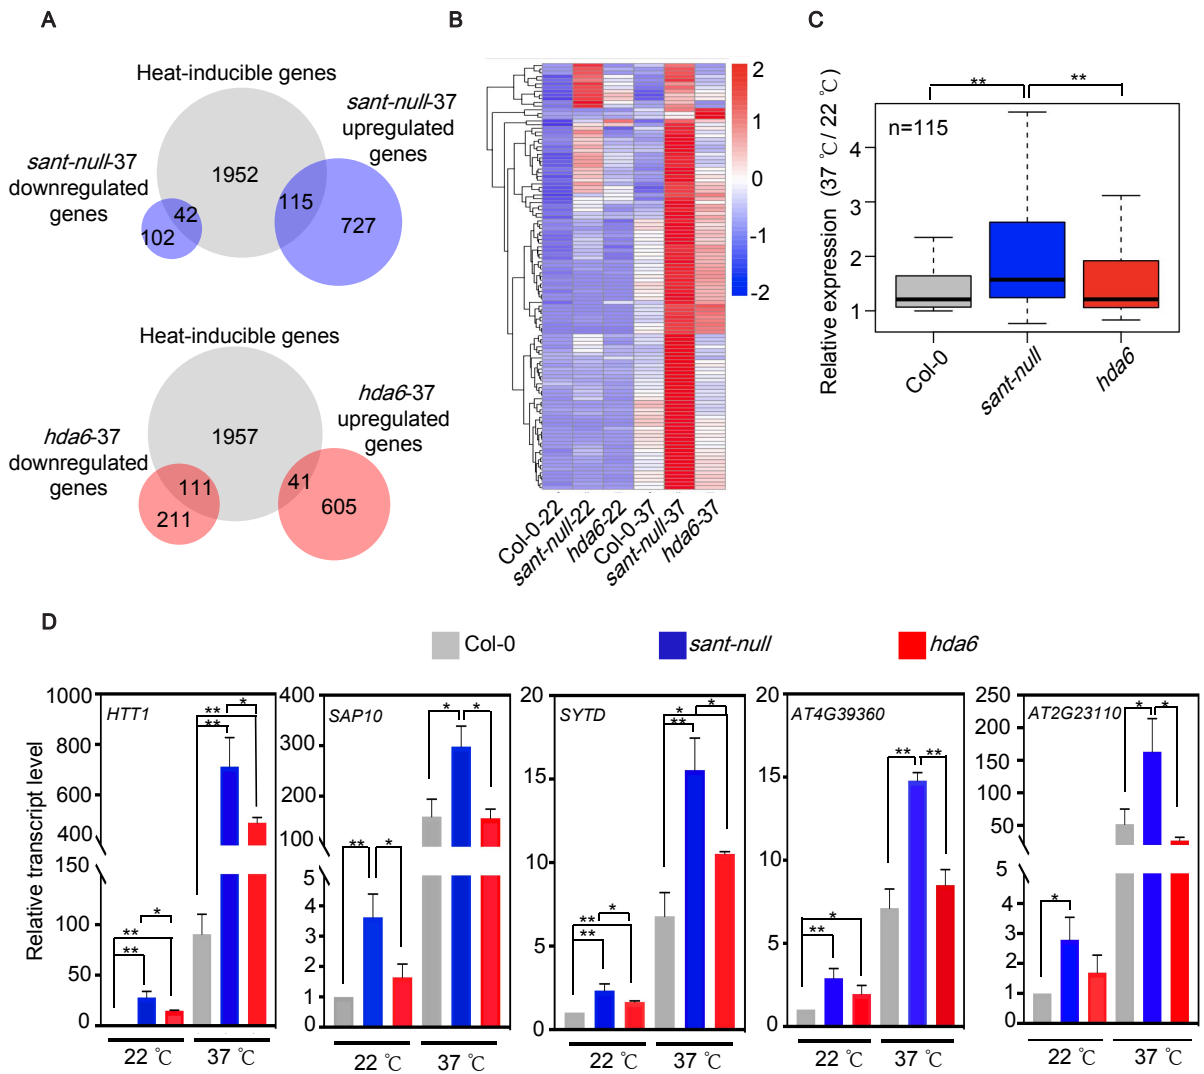 A
Heat-inducible genes
sant-null-37
upregulated
genes
sant-null-37
downregulated
genes
1952
115
727
42
102
Heat-inducible genes
hda6-37
upregulated
genes
hda6-37
downregulated
genes
1957
111
41
211
605
B
2
1
0
-1
-2
Col-0-22
sant-null-22
hda6-22
Col-0-37
sant-null-37
hda6-37
C
** **
n=115
Relative expression (37 ℃ / 22 ℃)
4
3
2
1
Col-0
sant-null
hda6
D
Col-0
sant-null
hda6
Relative transcript level
HTT1
1000
800
600
400
150
100
50
0
** *
**
*
**
**
22 ℃
37 ℃
SAP10
400
300
200
100
5
4
3
2
1
0
* *
** *
22 ℃
37 ℃
SYTD
20
15
10
5
0
* *
**
*
**
**
22 ℃
37 ℃
AT4G39360
20
15
10
5
0
** **
*
**
22 ℃
37 ℃
AT2G23110
250
200
150
100
50
5
4
3
2
1
0
* *
*
22 ℃
37 ℃